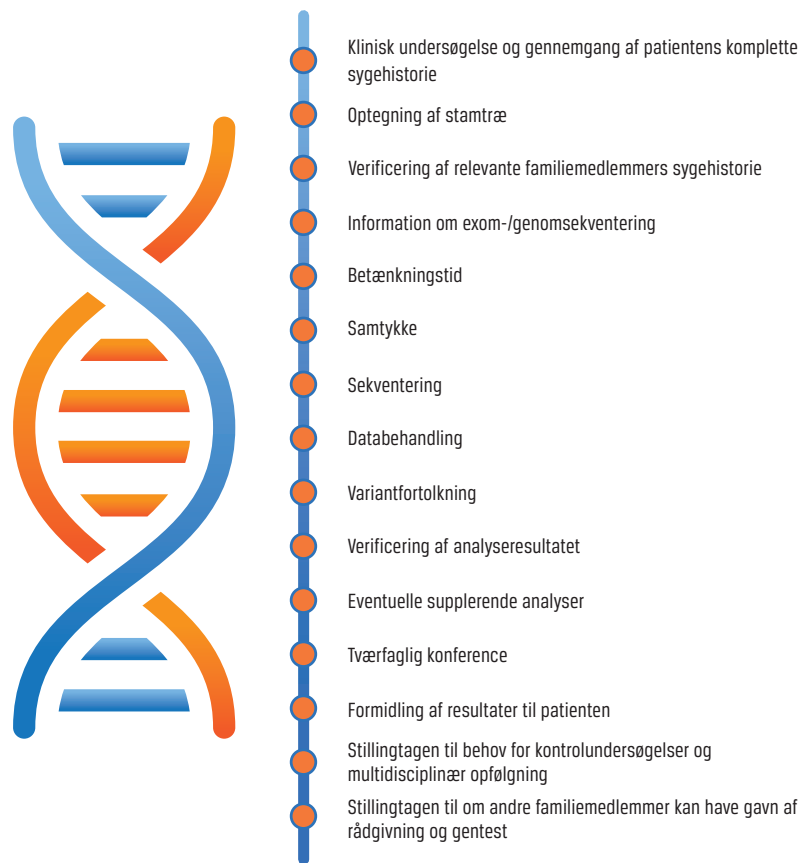 Klinisk undersøgelse og gennemgang af patientens komplette
sygehistorie
Optegning af stamtræ
Verificering af relevante familiemedlemmers sygehistorie
Information om exom-/genomsekventering
Betænkningstid
Samtykke
Sekventering
Databehandling
Variantfortolkning
Verificering af analyseresultatet
Eventuelle supplerende analyser
Tværfaglig konference
Formidling af resultater til patienten
Stillingtagen til behov for kontrolundersøgelser og
multidisciplinær opfølgning
Stillingtagen til om andre familiemedlemmer kan have gavn af
rådgivning og gentest